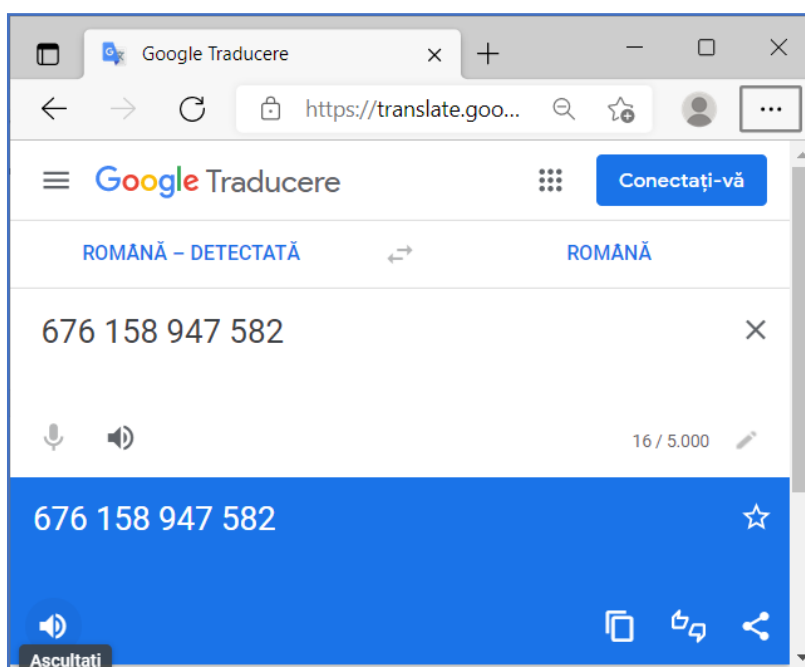 Google Traducere
https://translate.goo...
Google Traducere
Conectați-vă
ROMÂNĂ – DETECTATĂ
ROMÂNĂ
676 158 947 582
16 / 5.000
676 158 947 582
Ascultați